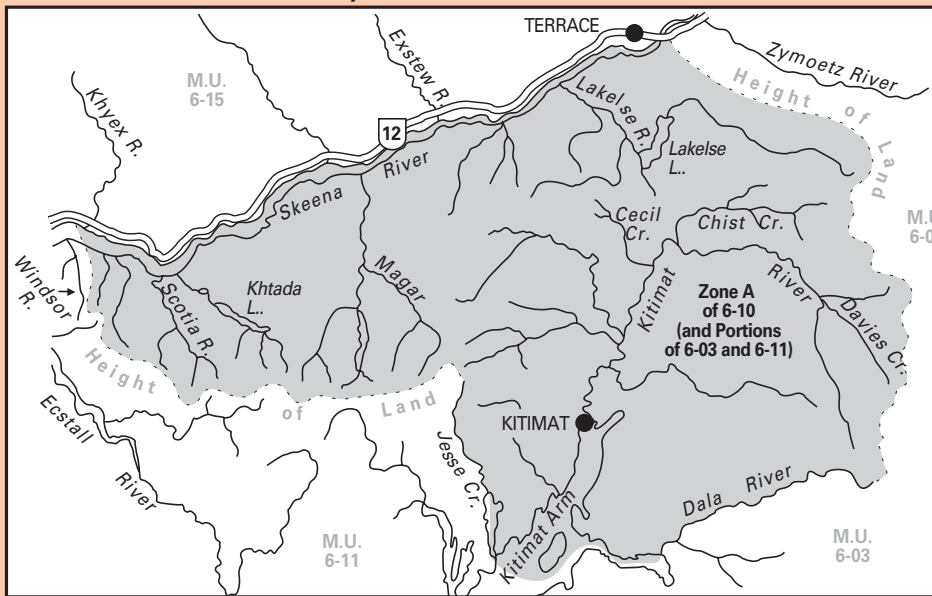 TERRACE
Zymoetz River
Exstew R.
M.U.
6-15
Height of Land
Khyex R.
Lakelse R.
12
Lakelse
L..
Skeena River
Cecil
Cr.
Chist Cr.
M.U.
Windsor
R.
Scotia R.
Khtada
L..
Magar
Kitimat River
Zone A
of 6-10
(and Portions
of 6-03 and 6-11)
Davies Cr.
Height of Land
Ecstall River
KITIMAT
Jesse Cr.
Kitimat Arm
Dala River
M.U.
6-11
M.U.
6-03